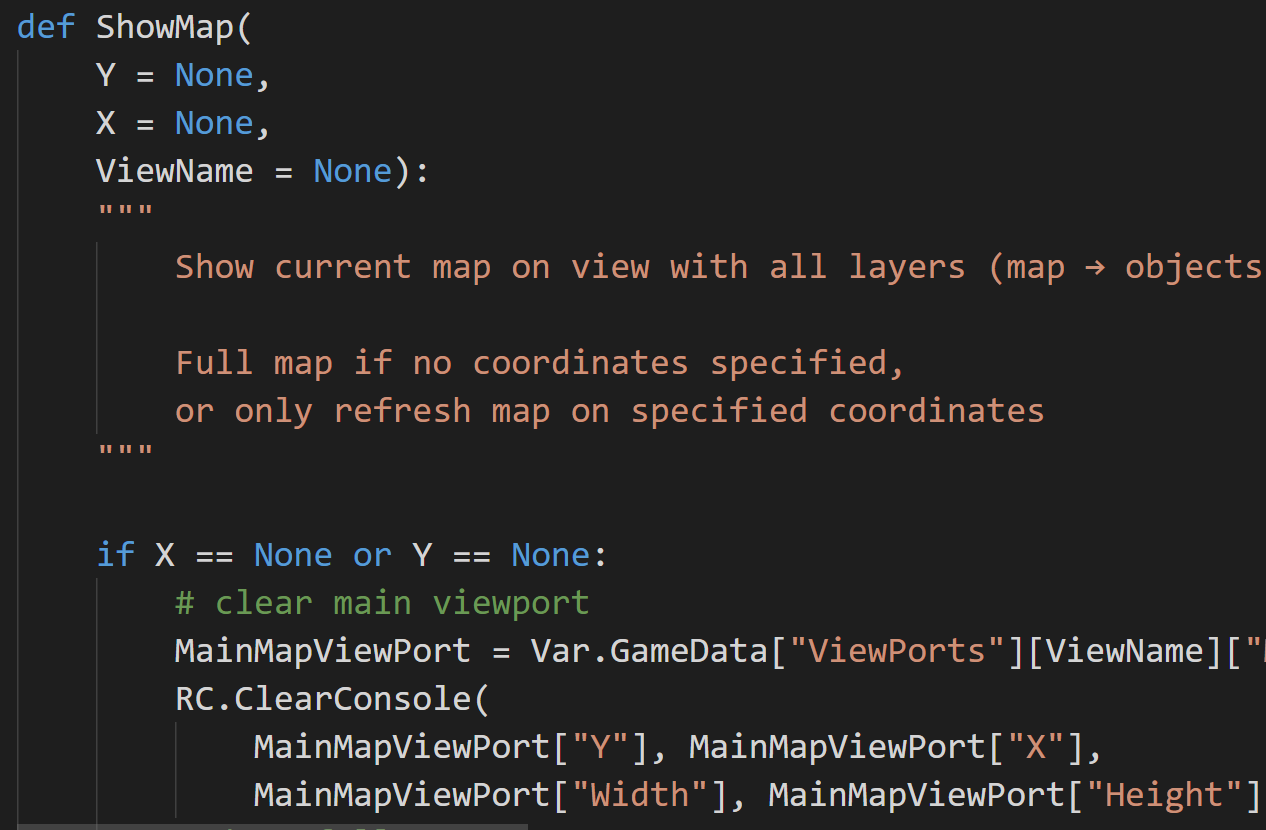 def ShowMap(
    Y = None,
    X = None,
    ViewName = None):
    """
        Show current map on view with all layers (map → objects

        Full map if no coordinates specified,
        or only refresh map on specified coordinates
    """

    if X == None or Y == None:
        # clear main viewport
        MainMapViewPort = Var.GameData["ViewPorts"][ViewName]["
        RC.ClearConsole(
            MainMapViewPort["Y"], MainMapViewPort["X"],
            MainMapViewPort["Width"], MainMapViewPort["Height"]